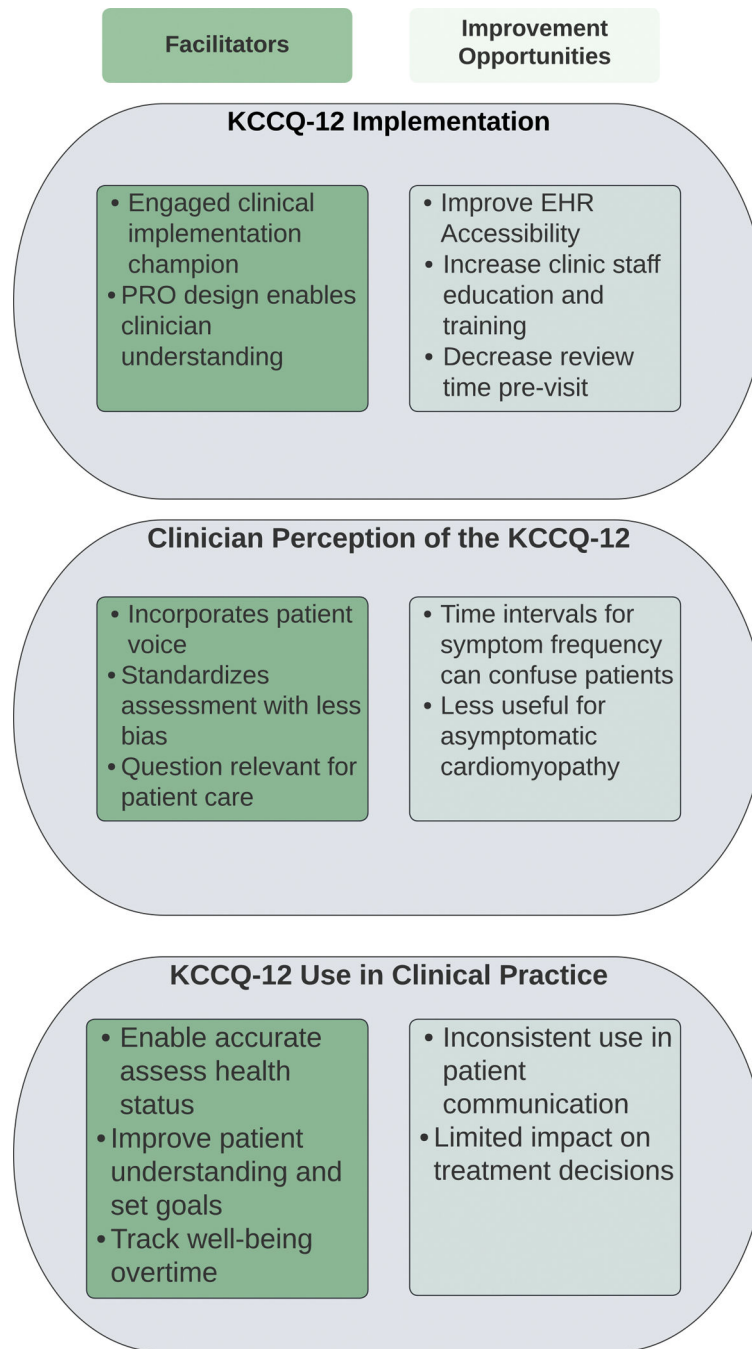 Facilitators
Improvement
Opportunities
KCCQ-12 Implementation
• Engaged clinical
implementation
champion
• PRO design enables
clinician
understanding
• Improve EHR
Accessibility
• Increase clinic staff
education and
training
• Decrease review
time pre-visit
Clinician Perception of the KCCQ-12
• Incorporates patient
voice
• Standardizes
assessment with less
bias
• Question relevant for
patient care
• Time intervals for
symptom frequency
can confuse patients
• Less useful for
asymptomatic
cardiomyopathy
KCCQ-12 Use in Clinical Practice
• Enable accurate
assess health
status
• Improve patient
understanding and
set goals
• Track well-being
overtime
• Inconsistent use in
patient
communication
• Limited impact on
treatment decisions